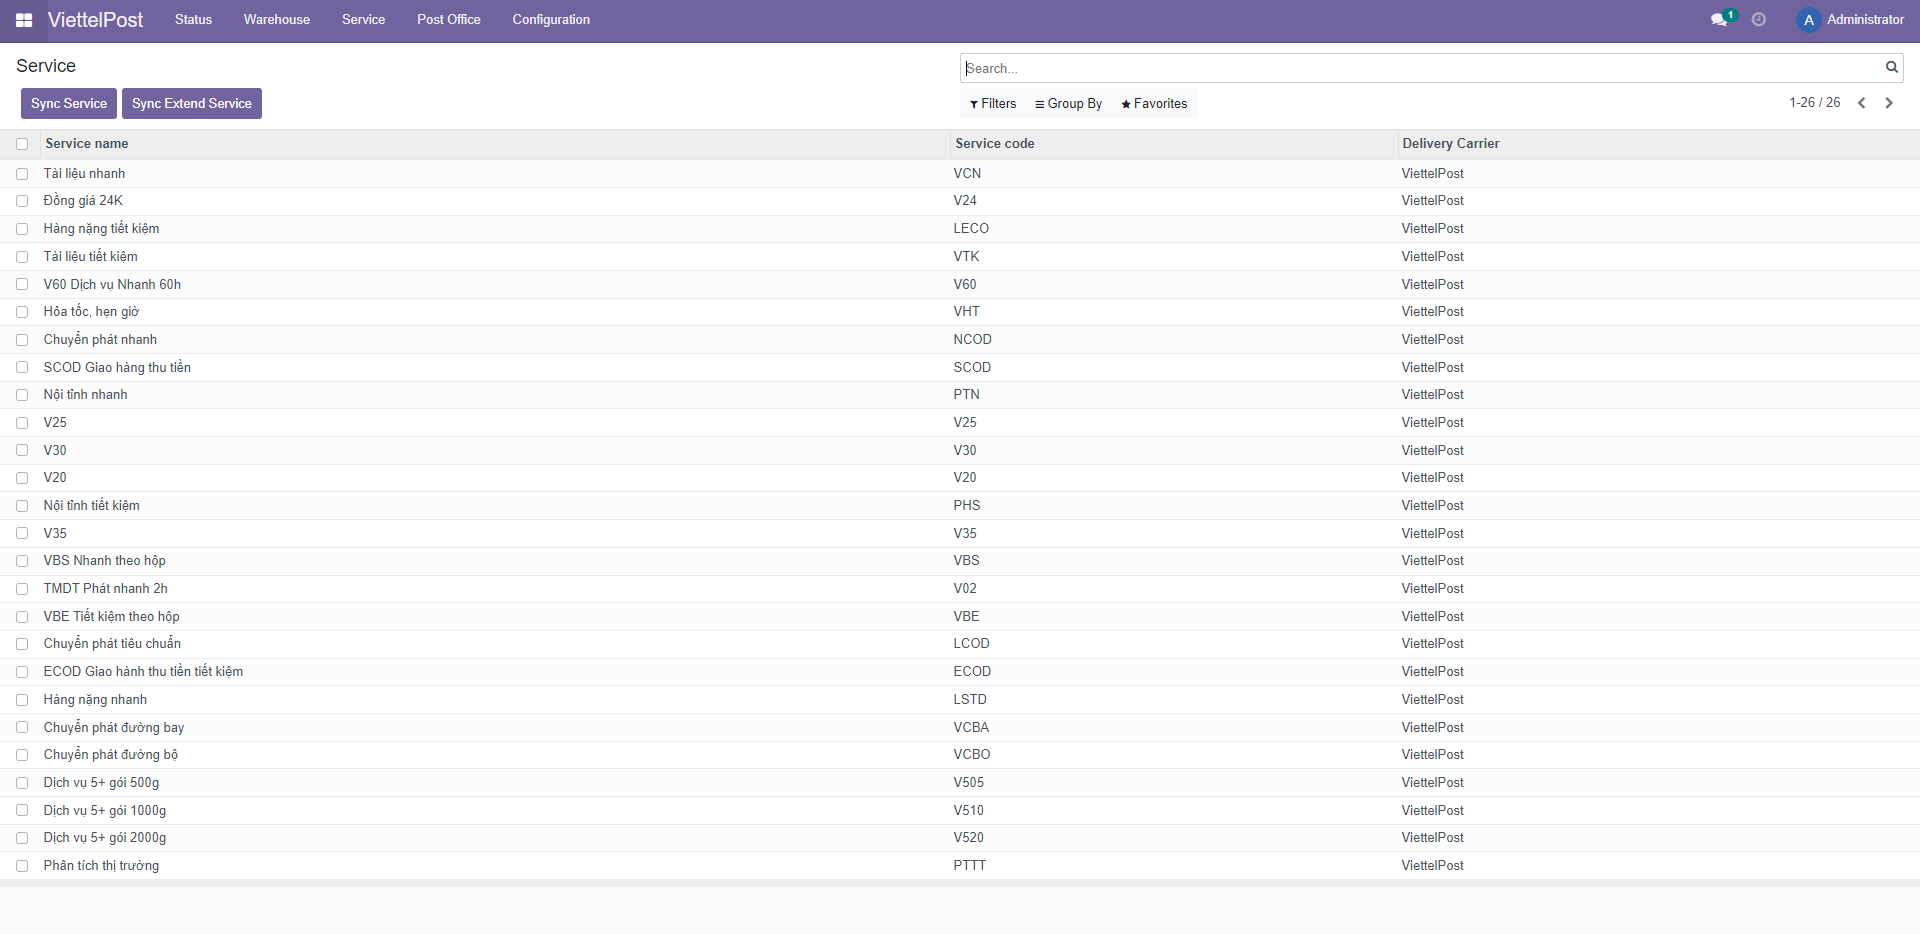 ViettelPost Status Warehouse Service Post Office Configuration 1 A Administrator
Service
Search...
Sync Service Sync Extend Service Filters Group By Favorites 1-26 / 26
Service name Service code Delivery Carrier
Tài liệu nhanh VCN ViettelPost
Đồng giá 24K V24 ViettelPost
Hàng nặng tiết kiệm LECO ViettelPost
Tài liệu tiết kiệm VTK ViettelPost
V60 Dịch vụ Nhanh 60h V60 ViettelPost
Hỏa tốc, hẹn giờ VHT ViettelPost
Chuyển phát nhanh NCOD ViettelPost
SCOD Giao hàng thu tiền SCOD ViettelPost
Nội tỉnh nhanh PTN ViettelPost
V25 V25 ViettelPost
V30 V30 ViettelPost
V20 V20 ViettelPost
Nội tỉnh tiết kiệm PHS ViettelPost
V35 V35 ViettelPost
VBS Nhanh theo hộp VBS ViettelPost
TMDT Phát nhanh 2h V02 ViettelPost
VBE Tiết kiệm theo hộp VBE ViettelPost
Chuyển phát tiêu chuẩn LCOD ViettelPost
ECOD Giao hành thu tiền tiết kiệm ECOD ViettelPost
Hàng nặng nhanh LSTD ViettelPost
Chuyển phát đường bay VCBA ViettelPost
Chuyển phát đường bộ VCBO ViettelPost
Dịch vụ 5+ gói 500g V505 ViettelPost
Dịch vụ 5+ gói 1000g V510 ViettelPost
Dịch vụ 5+ gói 2000g V520 ViettelPost
Phân tích thị trường PTTT ViettelPost